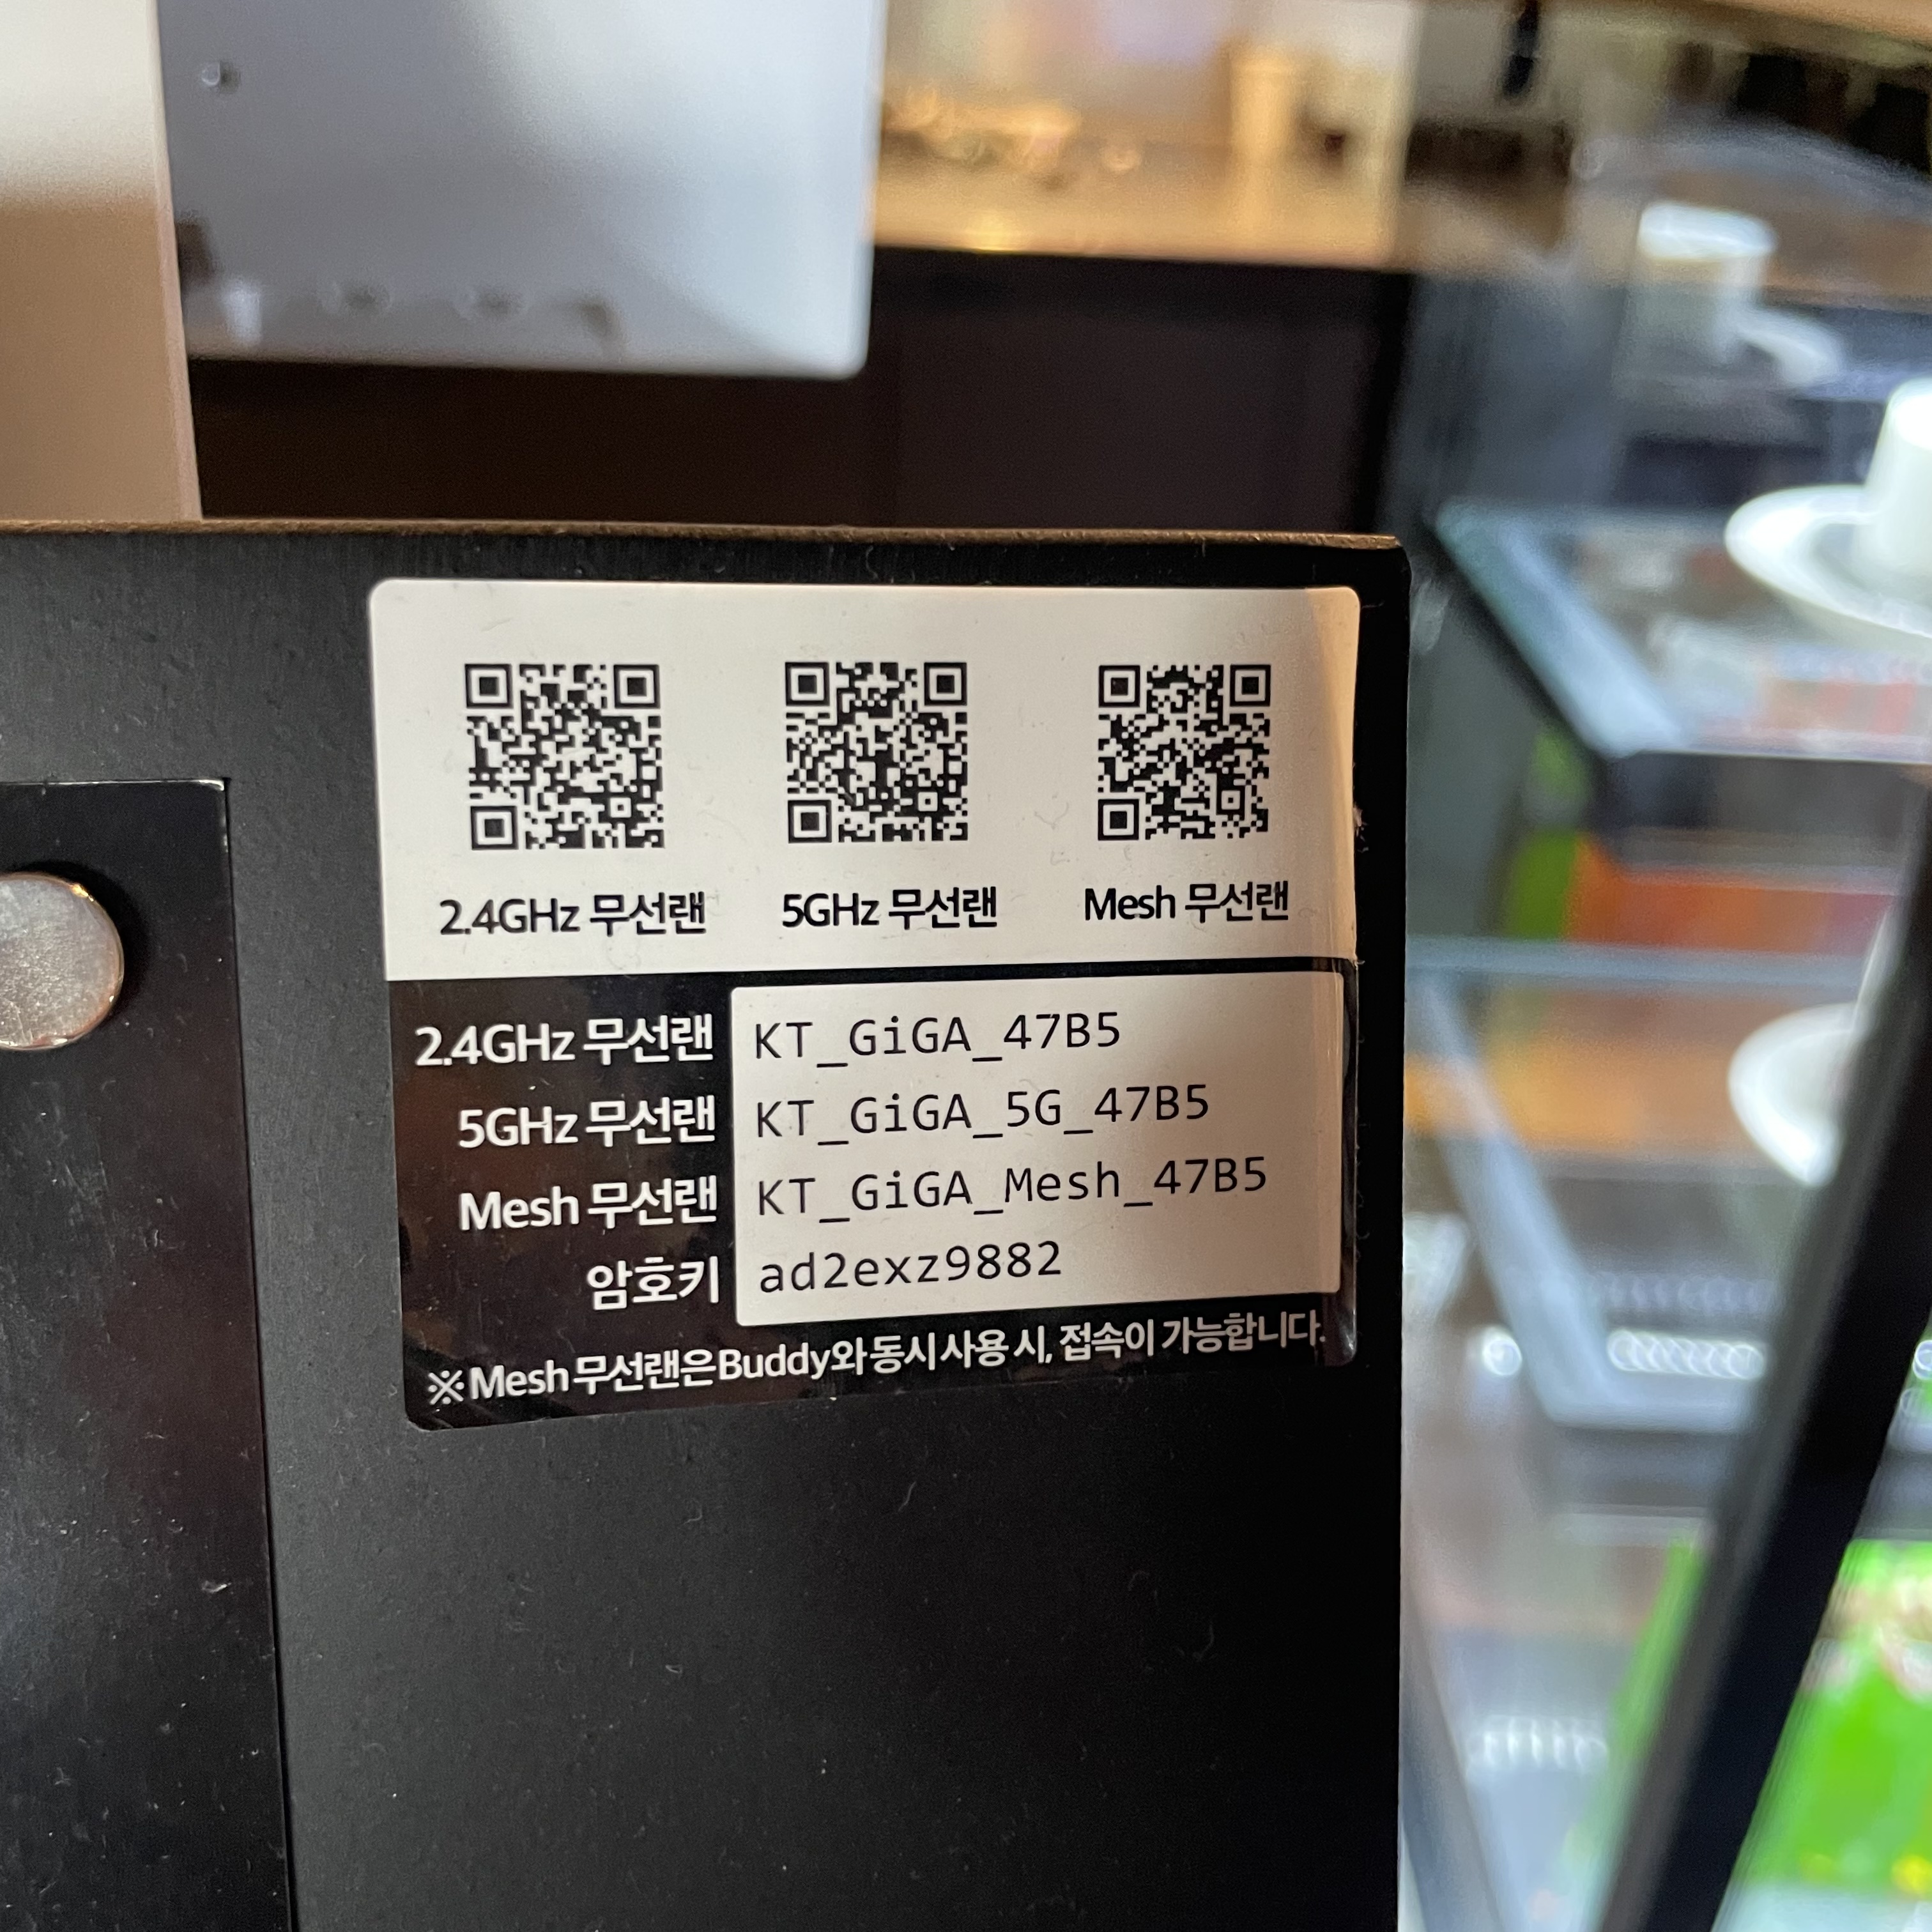 2.4GHz 무선랜
5GHz 무선랜
Mesh 무선랜
2.4GHz 무선랜 KT_GiGA_47B5
5GHz 무선랜 KT_GiGA_5G_47B5
Mesh 무선랜 KT_GiGA_Mesh_47B5
암호키 ad2exz9882
※Mesh 무선랜은 Buddy와 동시 사용 시, 접속이 가능합니다.